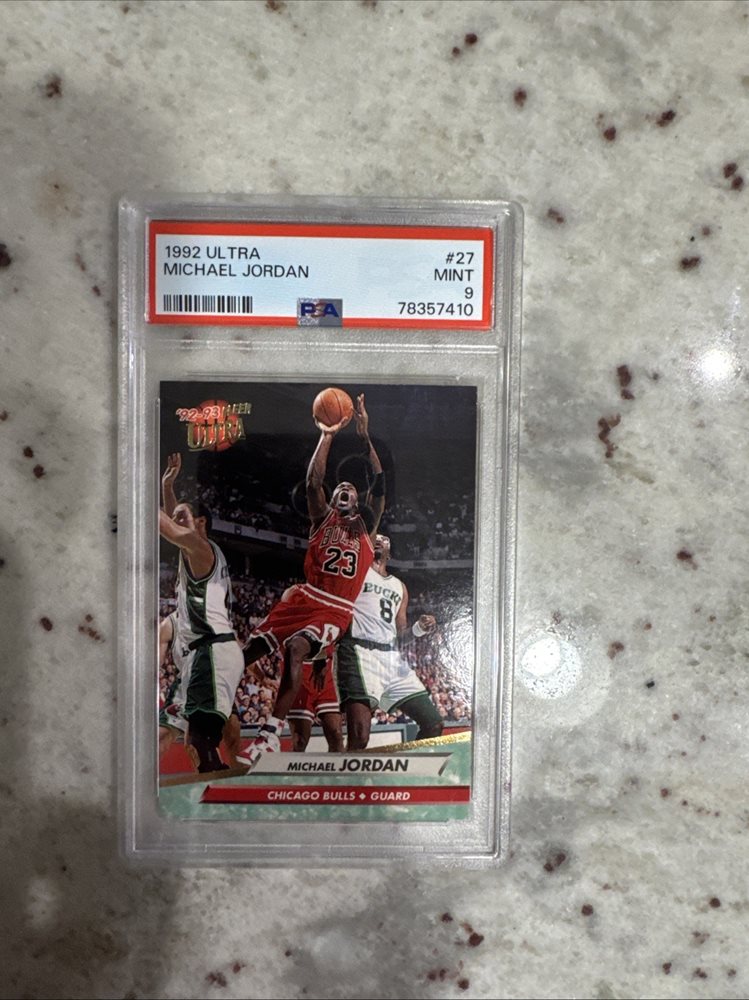 1992 ULTRA #27
MICHAEL JORDAN MINT
9
PSA 78357410
'92-93 FLEER
ULTRA
BULLS
23
BUCKS
8
MICHAEL JORDAN
CHICAGO BULLS ◆ GUARD